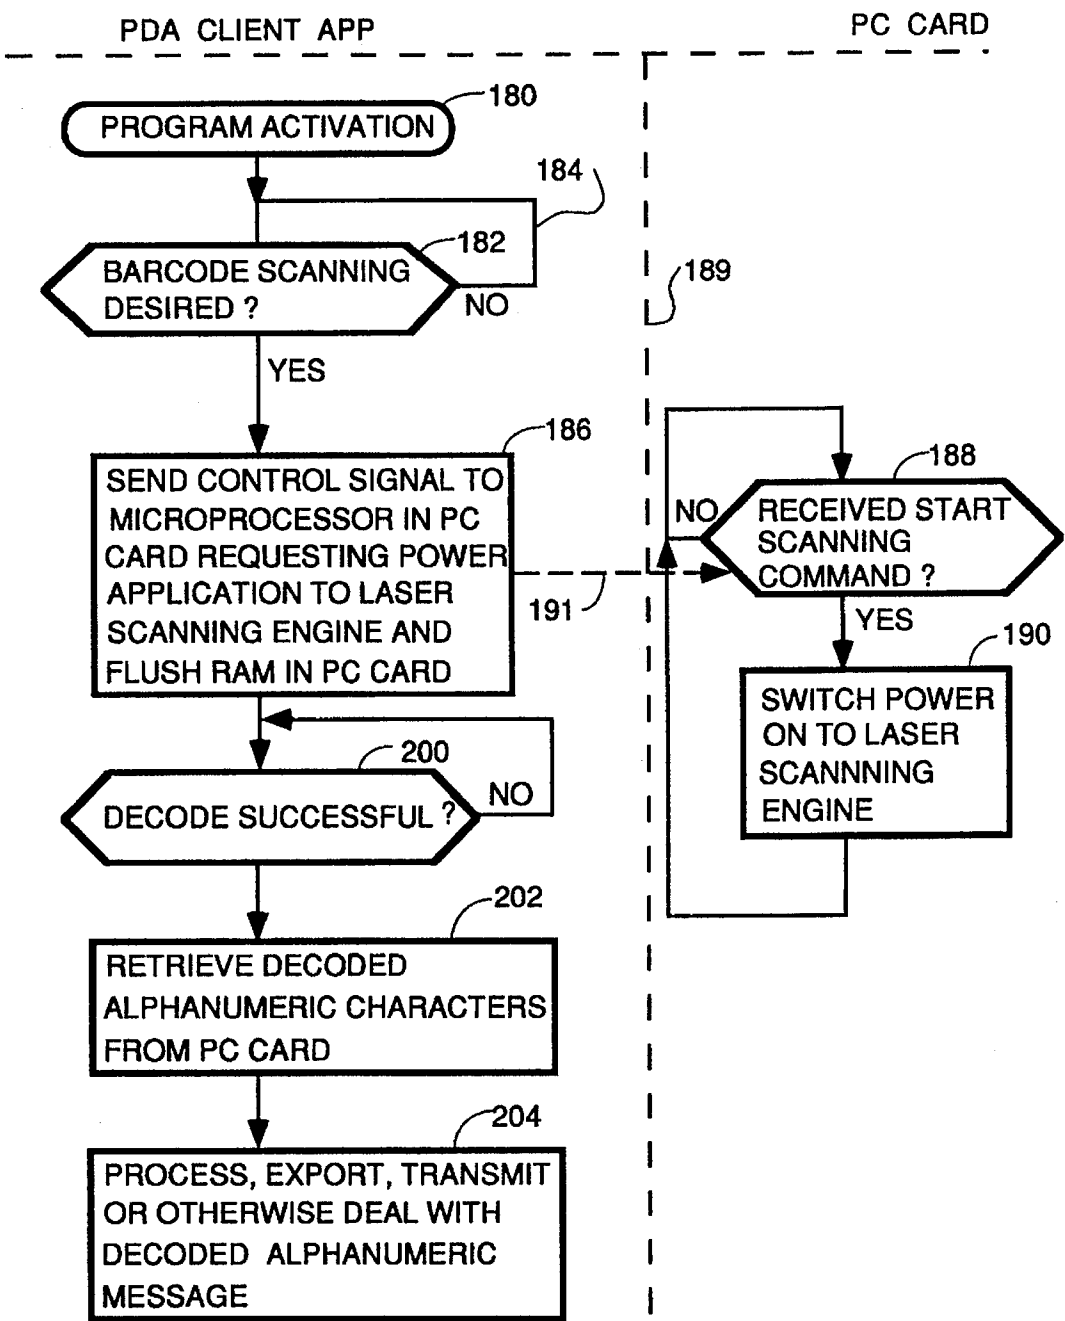 PDA CLIENT APP
PC CARD
180
PROGRAM ACTIVATION
184
182
BARCODE SCANNING
DESIRED ?
NO
189
YES
186
SEND CONTROL SIGNAL TO
MICROPROCESSOR IN PC
CARD REQUESTING POWER
APPLICATION TO LASER
SCANNING ENGINE AND
FLUSH RAM IN PC CARD
191
188
NO
RECEIVED START
SCANNING
COMMAND ?
YES
190
SWITCH POWER
ON TO LASER
SCANNNING
ENGINE
200
DECODE SUCCESSFUL ?
NO
202
RETRIEVE DECODED
ALPHANUMERIC CHARACTERS
FROM PC CARD
204
PROCESS, EXPORT, TRANSMIT
OR OTHERWISE DEAL WITH
DECODED ALPHANUMERIC
MESSAGE